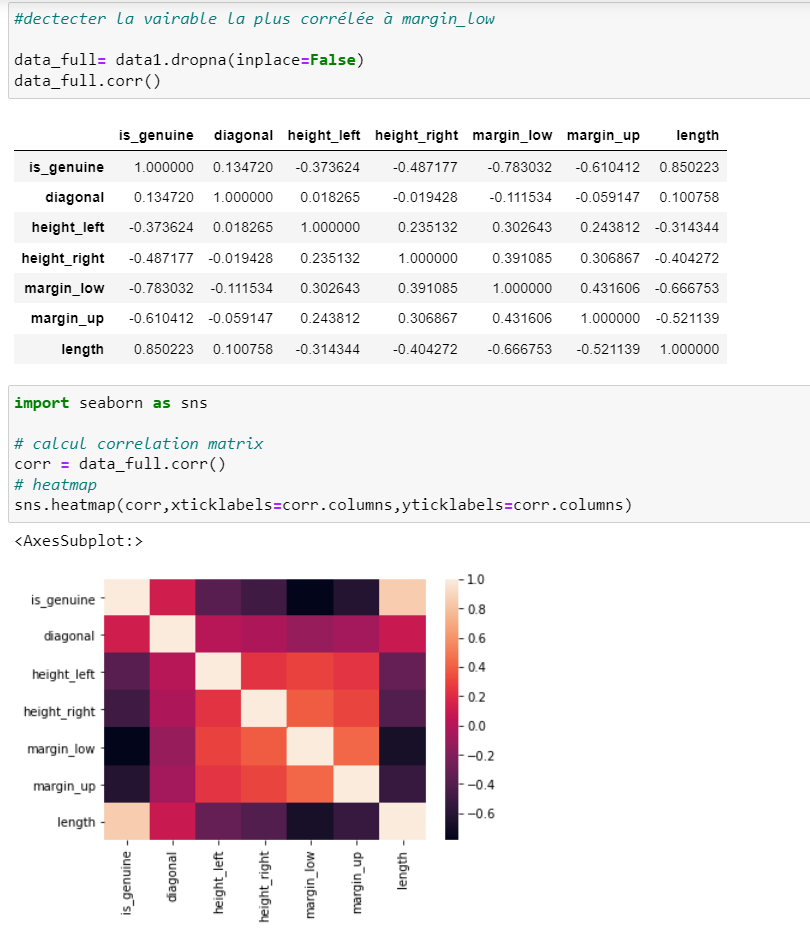 #dectecter la vairable la plus corrélée à margin_low
data_full= data1.dropna(inplace=False)
data_full.corr()
is_genuine diagonal height_left height_right margin_low margin_up length
is_genuine 1.000000 0.134720 -0.373624 -0.487177 -0.783032 -0.610412 0.850223
diagonal 0.134720 1.000000 0.018265 -0.019428 -0.111534 -0.059147 0.100758
height_left -0.373624 0.018265 1.000000 0.235132 0.302643 0.243812 -0.314344
height_right -0.487177 -0.019428 0.235132 1.000000 0.391085 0.306867 -0.404272
margin_low -0.783032 -0.111534 0.302643 0.391085 1.000000 0.431606 -0.666753
margin_up -0.610412 -0.059147 0.243812 0.306867 0.431606 1.000000 -0.521139
length 0.850223 0.100758 -0.314344 -0.404272 -0.666753 -0.521139 1.000000
import seaborn as sns
# calcul correlation matrix
corr = data_full.corr()
# heatmap
sns.heatmap(corr,xticklabels=corr.columns,yticklabels=corr.columns)
<AxesSubplot:>
is_genuine
diagonal
height_left
height_right
margin_low
margin_up
length
is_genuine
diagonal
height_left
height_right
margin_low
margin_up
length
1.0
0.8
0.6
0.4
0.2
0.0
−0.2
−0.4
−0.6